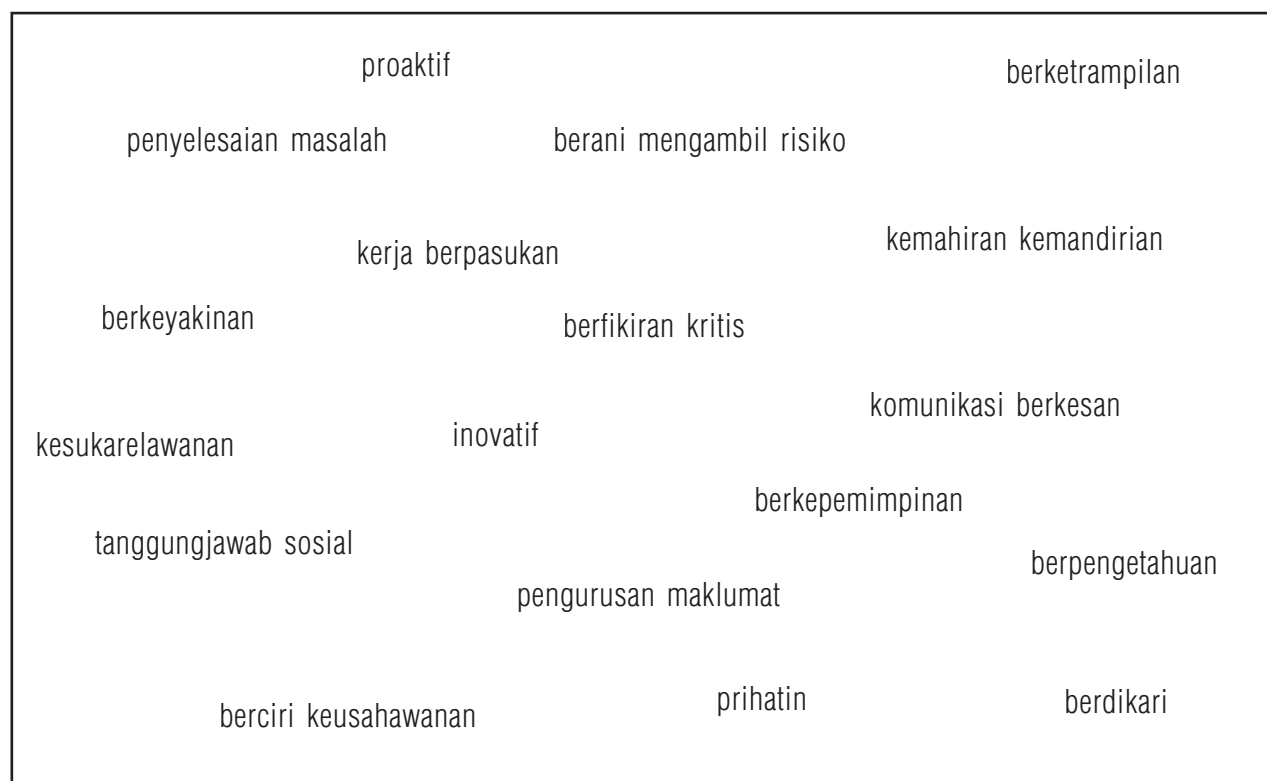 proaktif
berketrampilan
penyelesaian masalah
berani mengambil risiko
kemahiran kemandirian
kerja berpasukan
berkeyakinan
berfikiran kritis
komunikasi berkesan
kesukarelawanan
inovatif
berkepemimpinan
tanggungjawab sosial
berpengetahuan
pengurusan maklumat
prihatin
berdikari
berciri keusahawanan